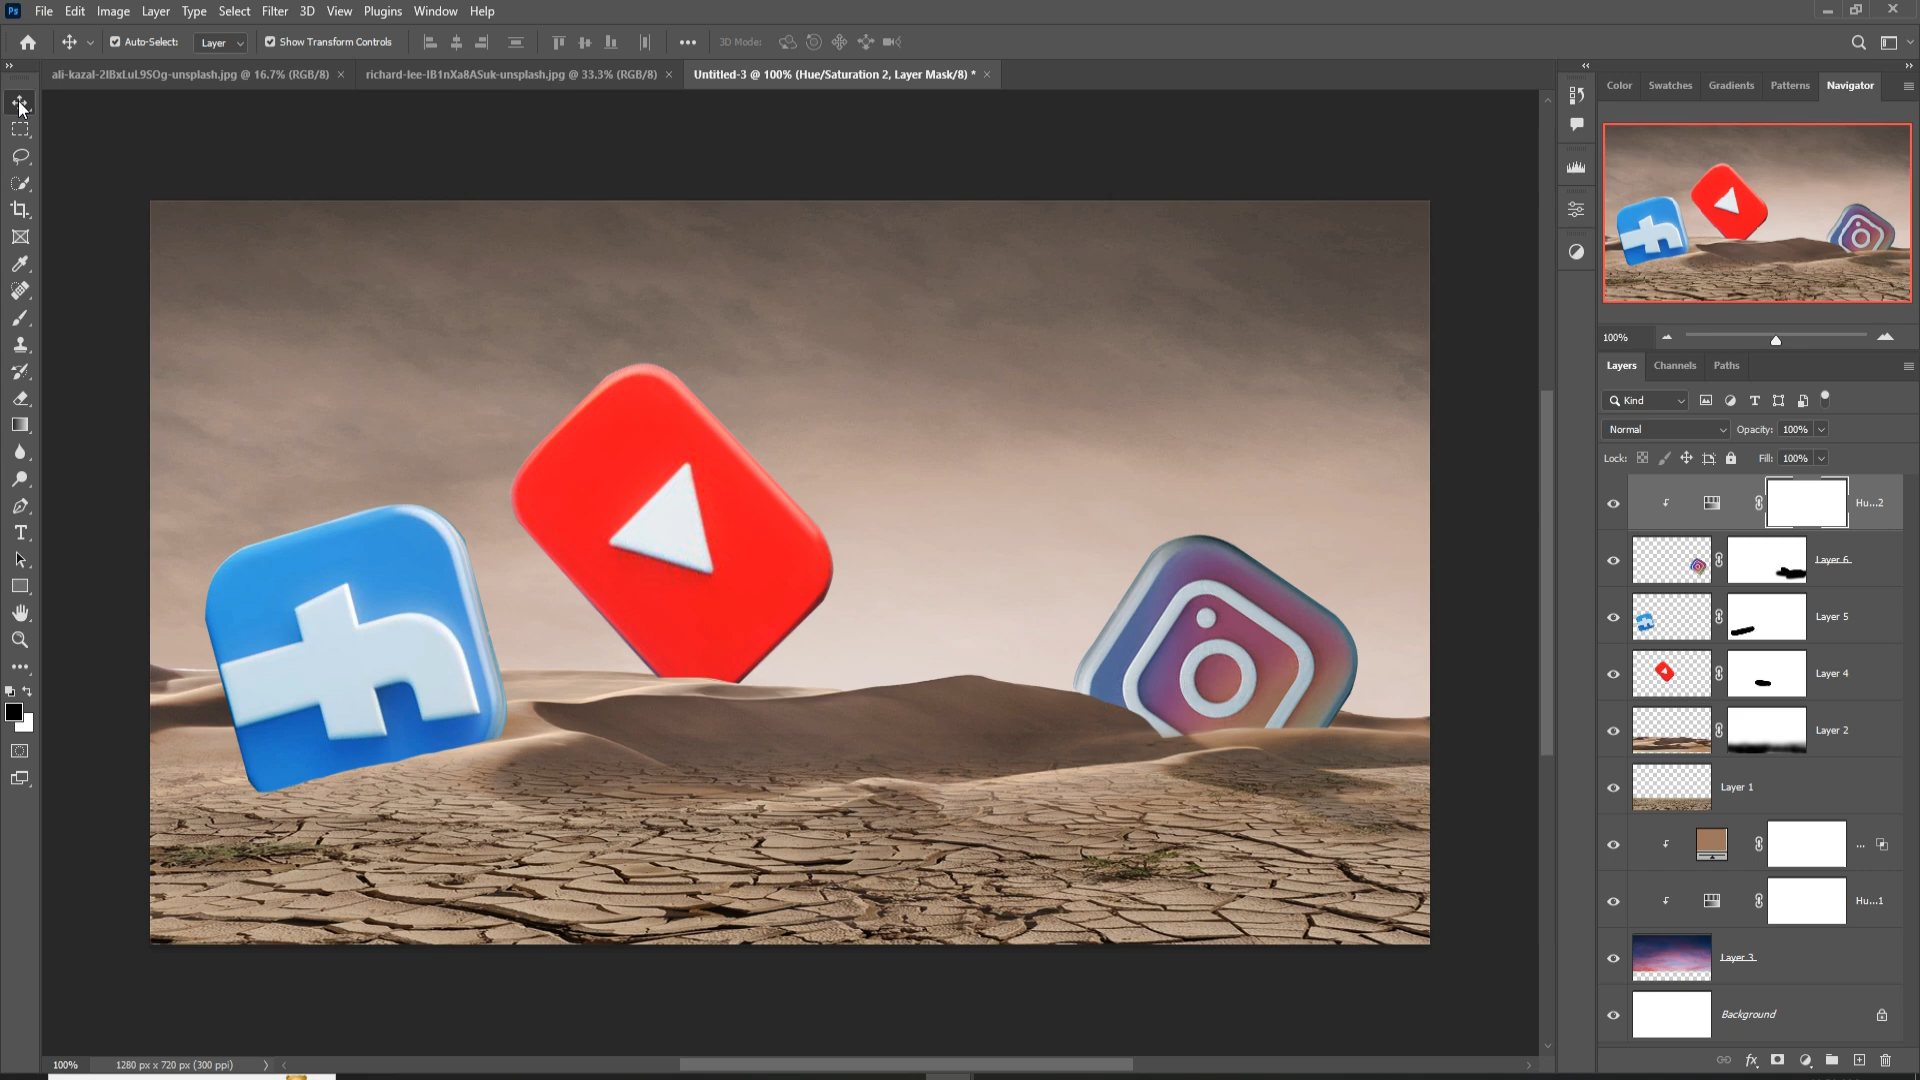 Ps File Edit Image Layer Type Select Filter 3D View Plugins Window Help
Auto-Select: Layer Show Transform Controls 3D Mode:
ali-kazal-2IBxLuL9SOg-unsplash.jpg @ 16.7% (RGB/8) × richard-lee-IB1nXa8ASuk-unsplash.jpg @ 33.3% (RGB/8) × Untitled-3 @ 100% (Hue/Saturation 2, Layer Mask/8) * ×
Color Swatches Gradients Patterns Navigator
100%
Layers Channels Paths
Kind
Normal Opacity: 100%
Lock: Fill: 100%
Hu...2
Layer 6
Layer 5
Layer 4
Layer 2
Layer 1
...
Hu...1
Layer 3
Background
fx
100% 1280 px x 720 px (300 ppi)